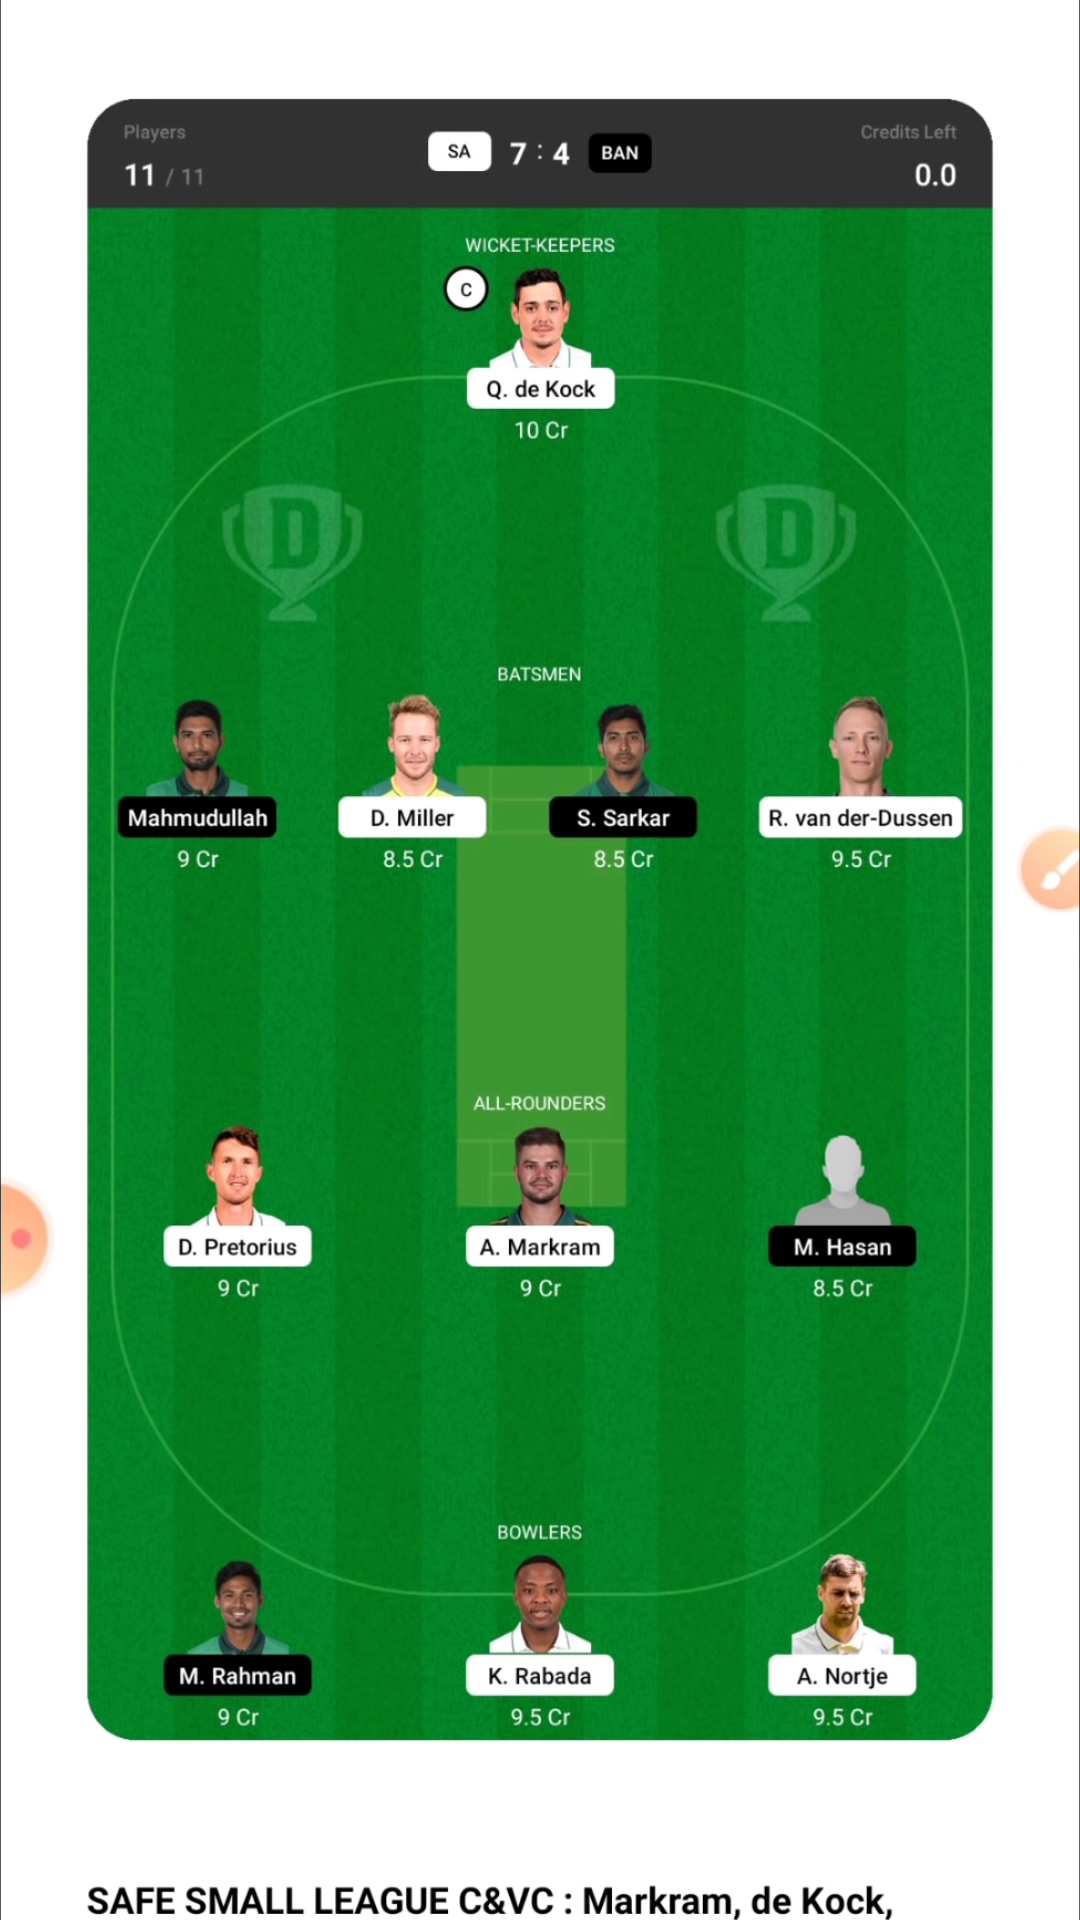 Players
SA 7 : 4 BAN
Credits Left
11 / 11
0.0
WICKET-KEEPERS
C
Q. de Kock
10 Cr
D
D
BATSMEN
Mahmudullah
D. Miller
S. Sarkar
R. van der-Dussen
9 Cr
8.5 Cr
8.5 Cr
9.5 Cr
ALL-ROUNDERS
D. Pretorius
A. Markram
M. Hasan
9 Cr
9 Cr
8.5 Cr
BOWLERS
M. Rahman
K. Rabada
A. Nortje
9 Cr
9.5 Cr
9.5 Cr
SAFE SMALL LEAGUE C&VC : Markram, de Kock,